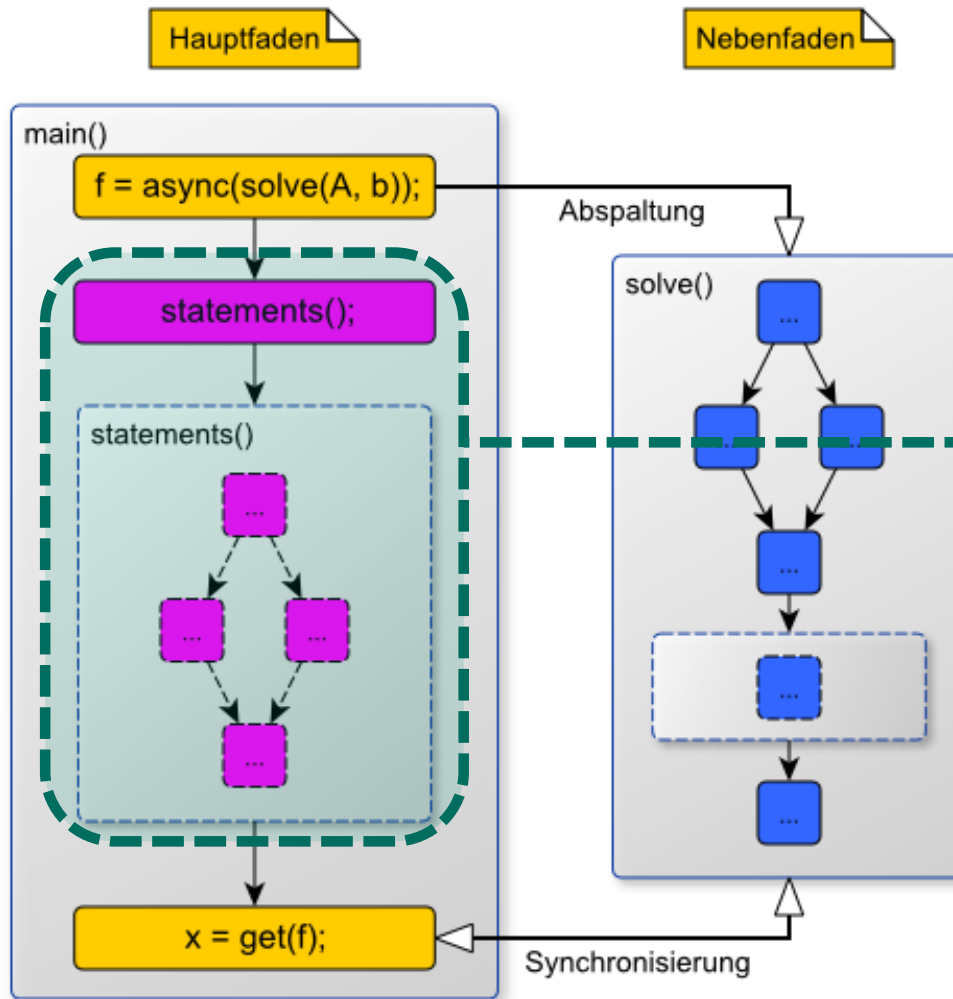 Hauptfaden
Nebenfaden
main()
f = async(solve(A, b));
Abspaltung
statements();
solve()
...
...
...
statements()
...
...
...
...
...
...
...
...
x = get(f);
Synchronisierung